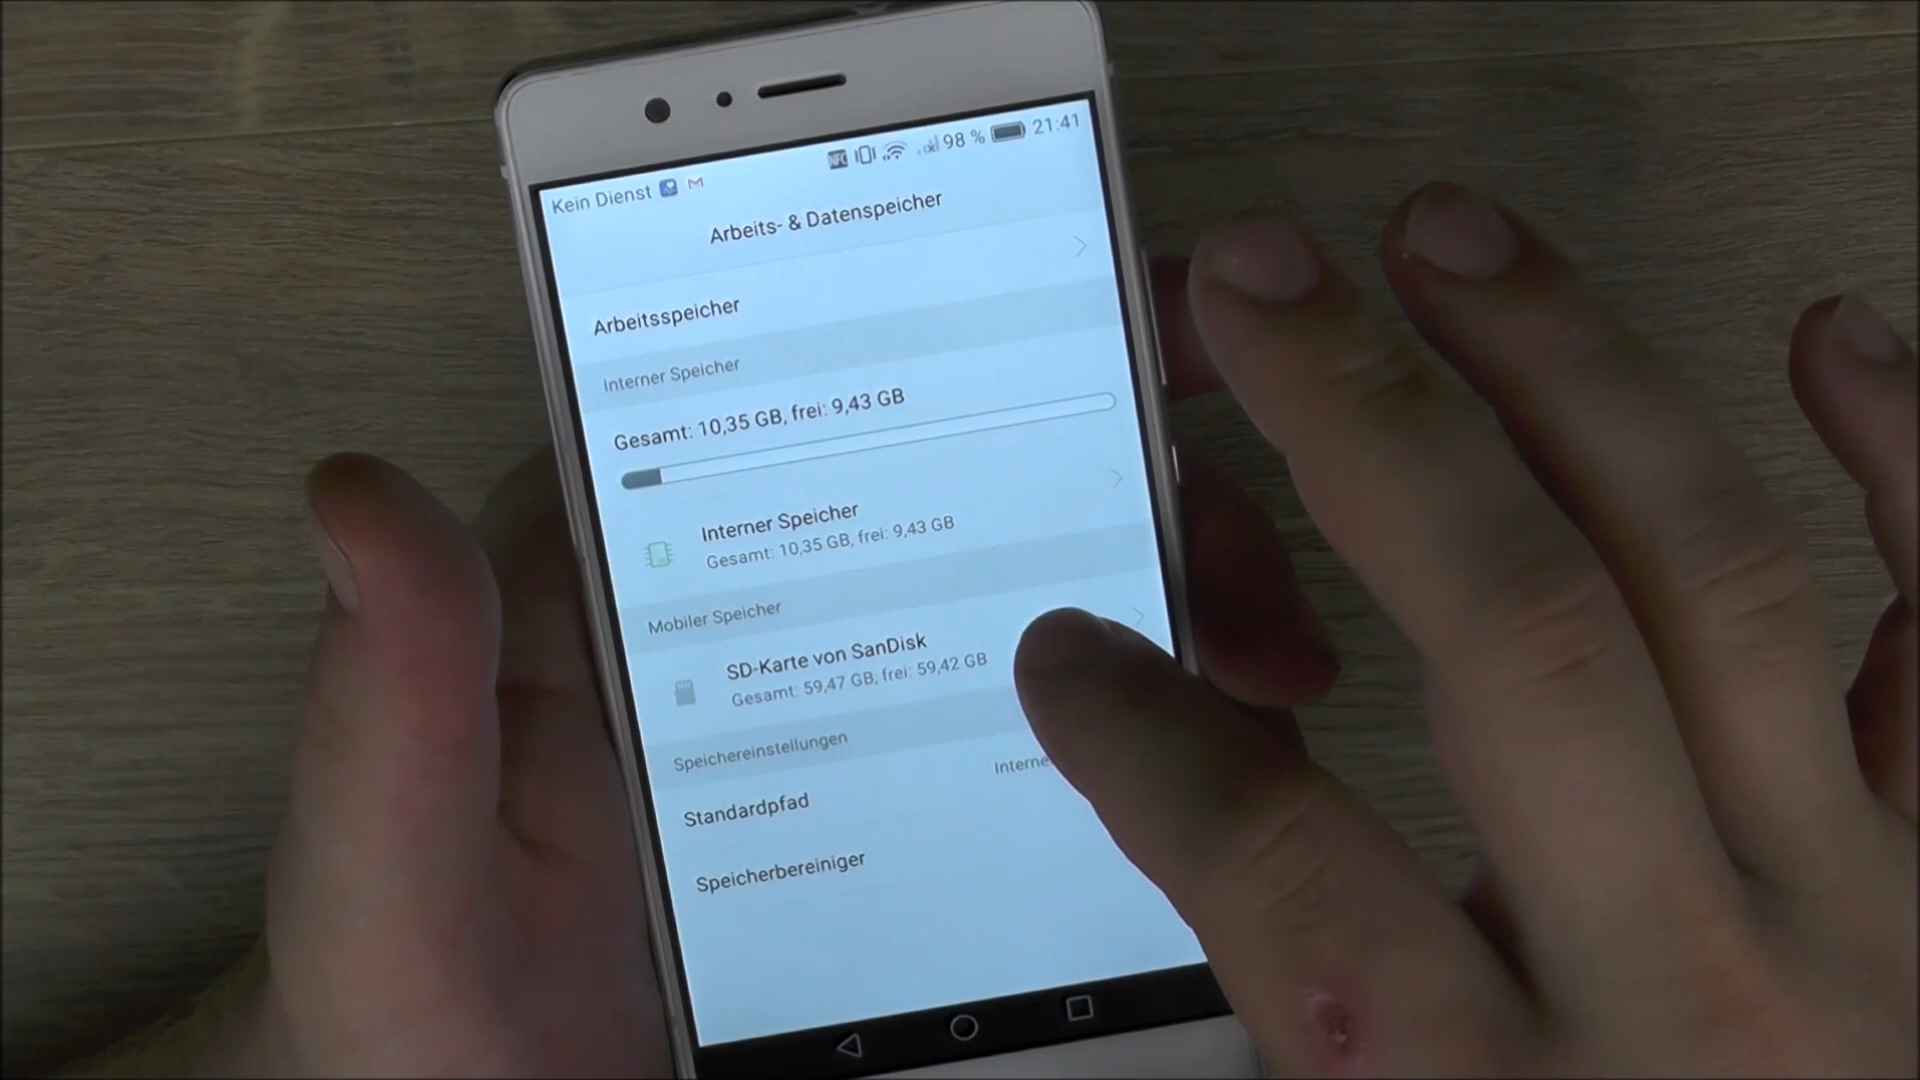 Kein Dienst
NFC 98 % 21:41
Arbeits- & Datenspeicher
Arbeitsspeicher
Interner Speicher
Gesamt: 10,35 GB, frei: 9,43 GB
Interner Speicher
Gesamt: 10,35 GB, frei: 9,43 GB
Mobiler Speicher
SD-Karte von SanDisk
Gesamt: 59,47 GB, frei: 59,42 GB
Speichereinstellungen
Standardpfad
Speicherbereiniger